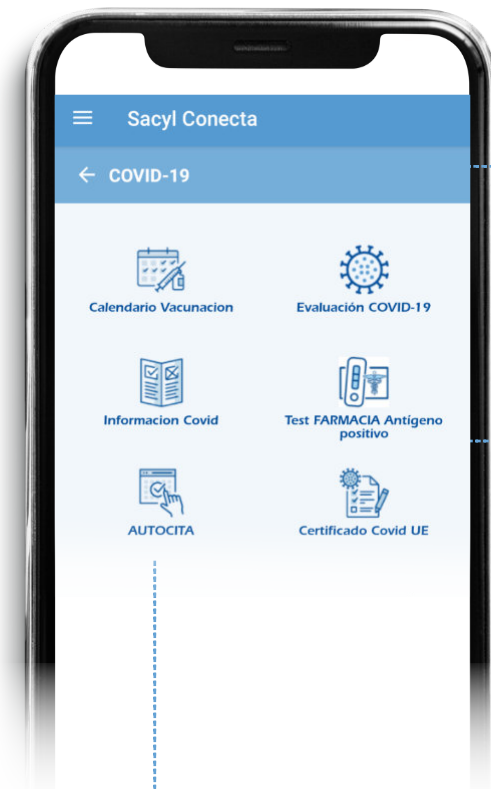 Sacyl Conecta
COVID-19
Calendario Vacunacion
Evaluación COVID-19
Informacion Covid
Test FARMACIA Antígeno
positivo
AUTOCITA
Certificado Covid UE